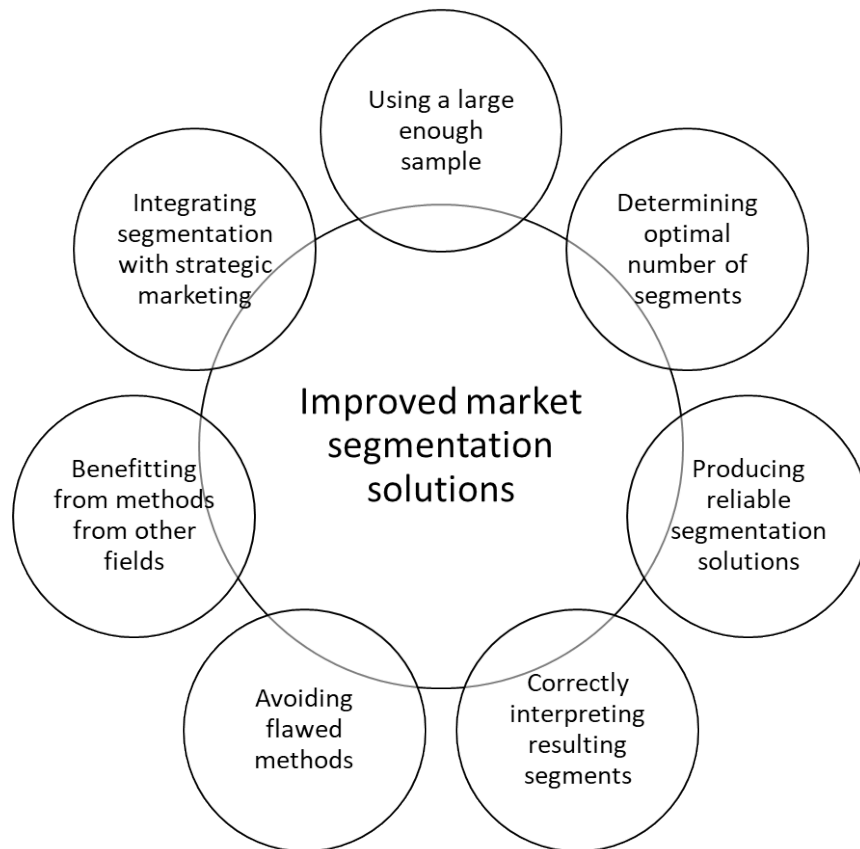 Using a large
enough
sample
Determining
optimal
number of
segments
Producing
reliable
segmentation
solutions
Correctly
interpreting
resulting
segments
Avoiding
flawed
methods
Benefitting
from methods
from other
fields
Integrating
segmentation
with strategic
marketing
Improved market
segmentation
solutions